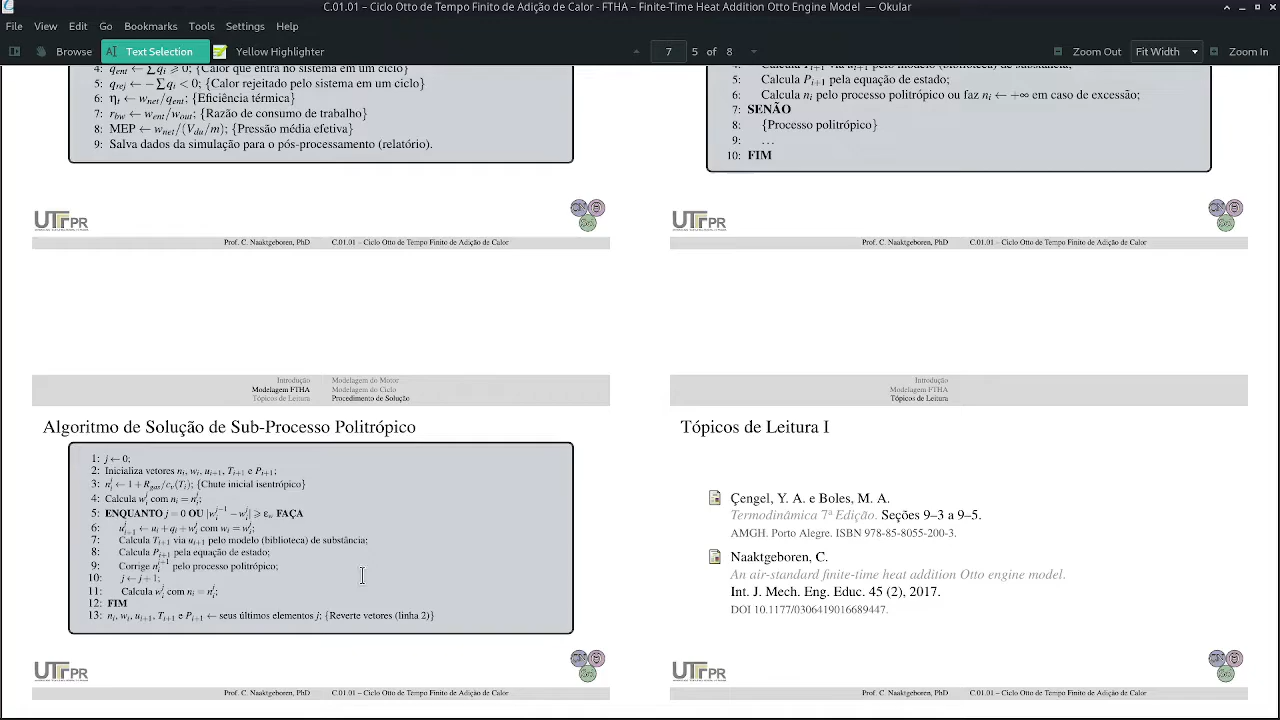 C.01.01 – Ciclo Otto de Tempo Finito de Adição de Calor - FTHA – Finite-Time Heat Addition Otto Engine Model — Okular
File Edit View Go Bookmarks Tools Settings Help
Browse Text Selection Yellow Highlighter 7 5 of 8 Zoom Out Fit Width Zoom In
4: q_ent ← ∑ q_i ⩾ 0; {Calor que entra no sistema em um ciclo}
5: q_rej ← − ∑ q_i < 0; {Calor rejeitado pelo sistema em um ciclo}
6: η_t ← w_net/q_ent; {Eficiência térmica}
7: r_bw ← w_ent/w_out; {Razão de consumo de trabalho}
8: MEP ← w_net/(V_du/m); {Pressão média efetiva}
9: Salva dados da simulação para o pós-processamento (relatório).
4: Calcula T_i+1 via u_i+1 pelo modelo (biblioteca) de substância;
5: Calcula P_i+1 pela equação de estado;
6: Calcula n_i pelo processo politrópico ou faz n_i ← +∞ em caso de excessão;
7: SENÃO
8: {Processo politrópico}
9: …
10: FIM
UTFPR
CN
Prof. C. Naaktgeboren, PhD C.01.01 – Ciclo Otto de Tempo Finito de Adição de Calor
UTFPR
CN
Prof. C. Naaktgeboren, PhD C.01.01 – Ciclo Otto de Tempo Finito de Adição de Calor
Introdução Modelagem do Motor
Modelagem FTHA Modelagem do Ciclo
Tópicos de Leitura Procedimento de Solução
Algoritmo de Solução de Sub-Processo Politrópico
1: j ← 0;
2: Inicializa vetores n_i, w_i, u_i+1, T_i+1 e P_i+1;
3: n_i^j ← 1 + R_gas/c_v(T_i); {Chute inicial isentrópico}
4: Calcula w_i^j com n_i = n_i^j;
5: ENQUANTO j = 0 OU |w_i^j−1 − w_i^j| ⩾ ε_w FAÇA
6: u_i+1^j ← u_i + q_i + w_i^j com w_i = w_i^j;
7: Calcula T_i+1 via u_i+1 pelo modelo (biblioteca) de substância;
8: Calcula P_i+1 pela equação de estado;
9: Corrige n_i^j+1 pelo processo politrópico;
10: j ← j + 1;
11: Calcula w_i^j com n_i = n_i^j;
12: FIM
13: n_i, w_i, u_i+1, T_i+1 e P_i+1 ← seus últimos elementos j; {Reverte vetores (linha 2)}
UTFPR
CN
Prof. C. Naaktgeboren, PhD C.01.01 – Ciclo Otto de Tempo Finito de Adição de Calor
Introdução
Modelagem FTHA
Tópicos de Leitura
Tópicos de Leitura I
Çengel, Y. A. e Boles, M. A.
Termodinâmica 7ª Edição. Seções 9–3 a 9–5.
AMGH. Porto Alegre. ISBN 978-85-8055-200-3.
Naaktgeboren, C.
An air-standard finite-time heat addition Otto engine model.
Int. J. Mech. Eng. Educ. 45 (2), 2017.
DOI 10.1177/0306419016689447.
UTFPR
CN
Prof. C. Naaktgeboren, PhD C.01.01 – Ciclo Otto de Tempo Finito de Adição de Calor